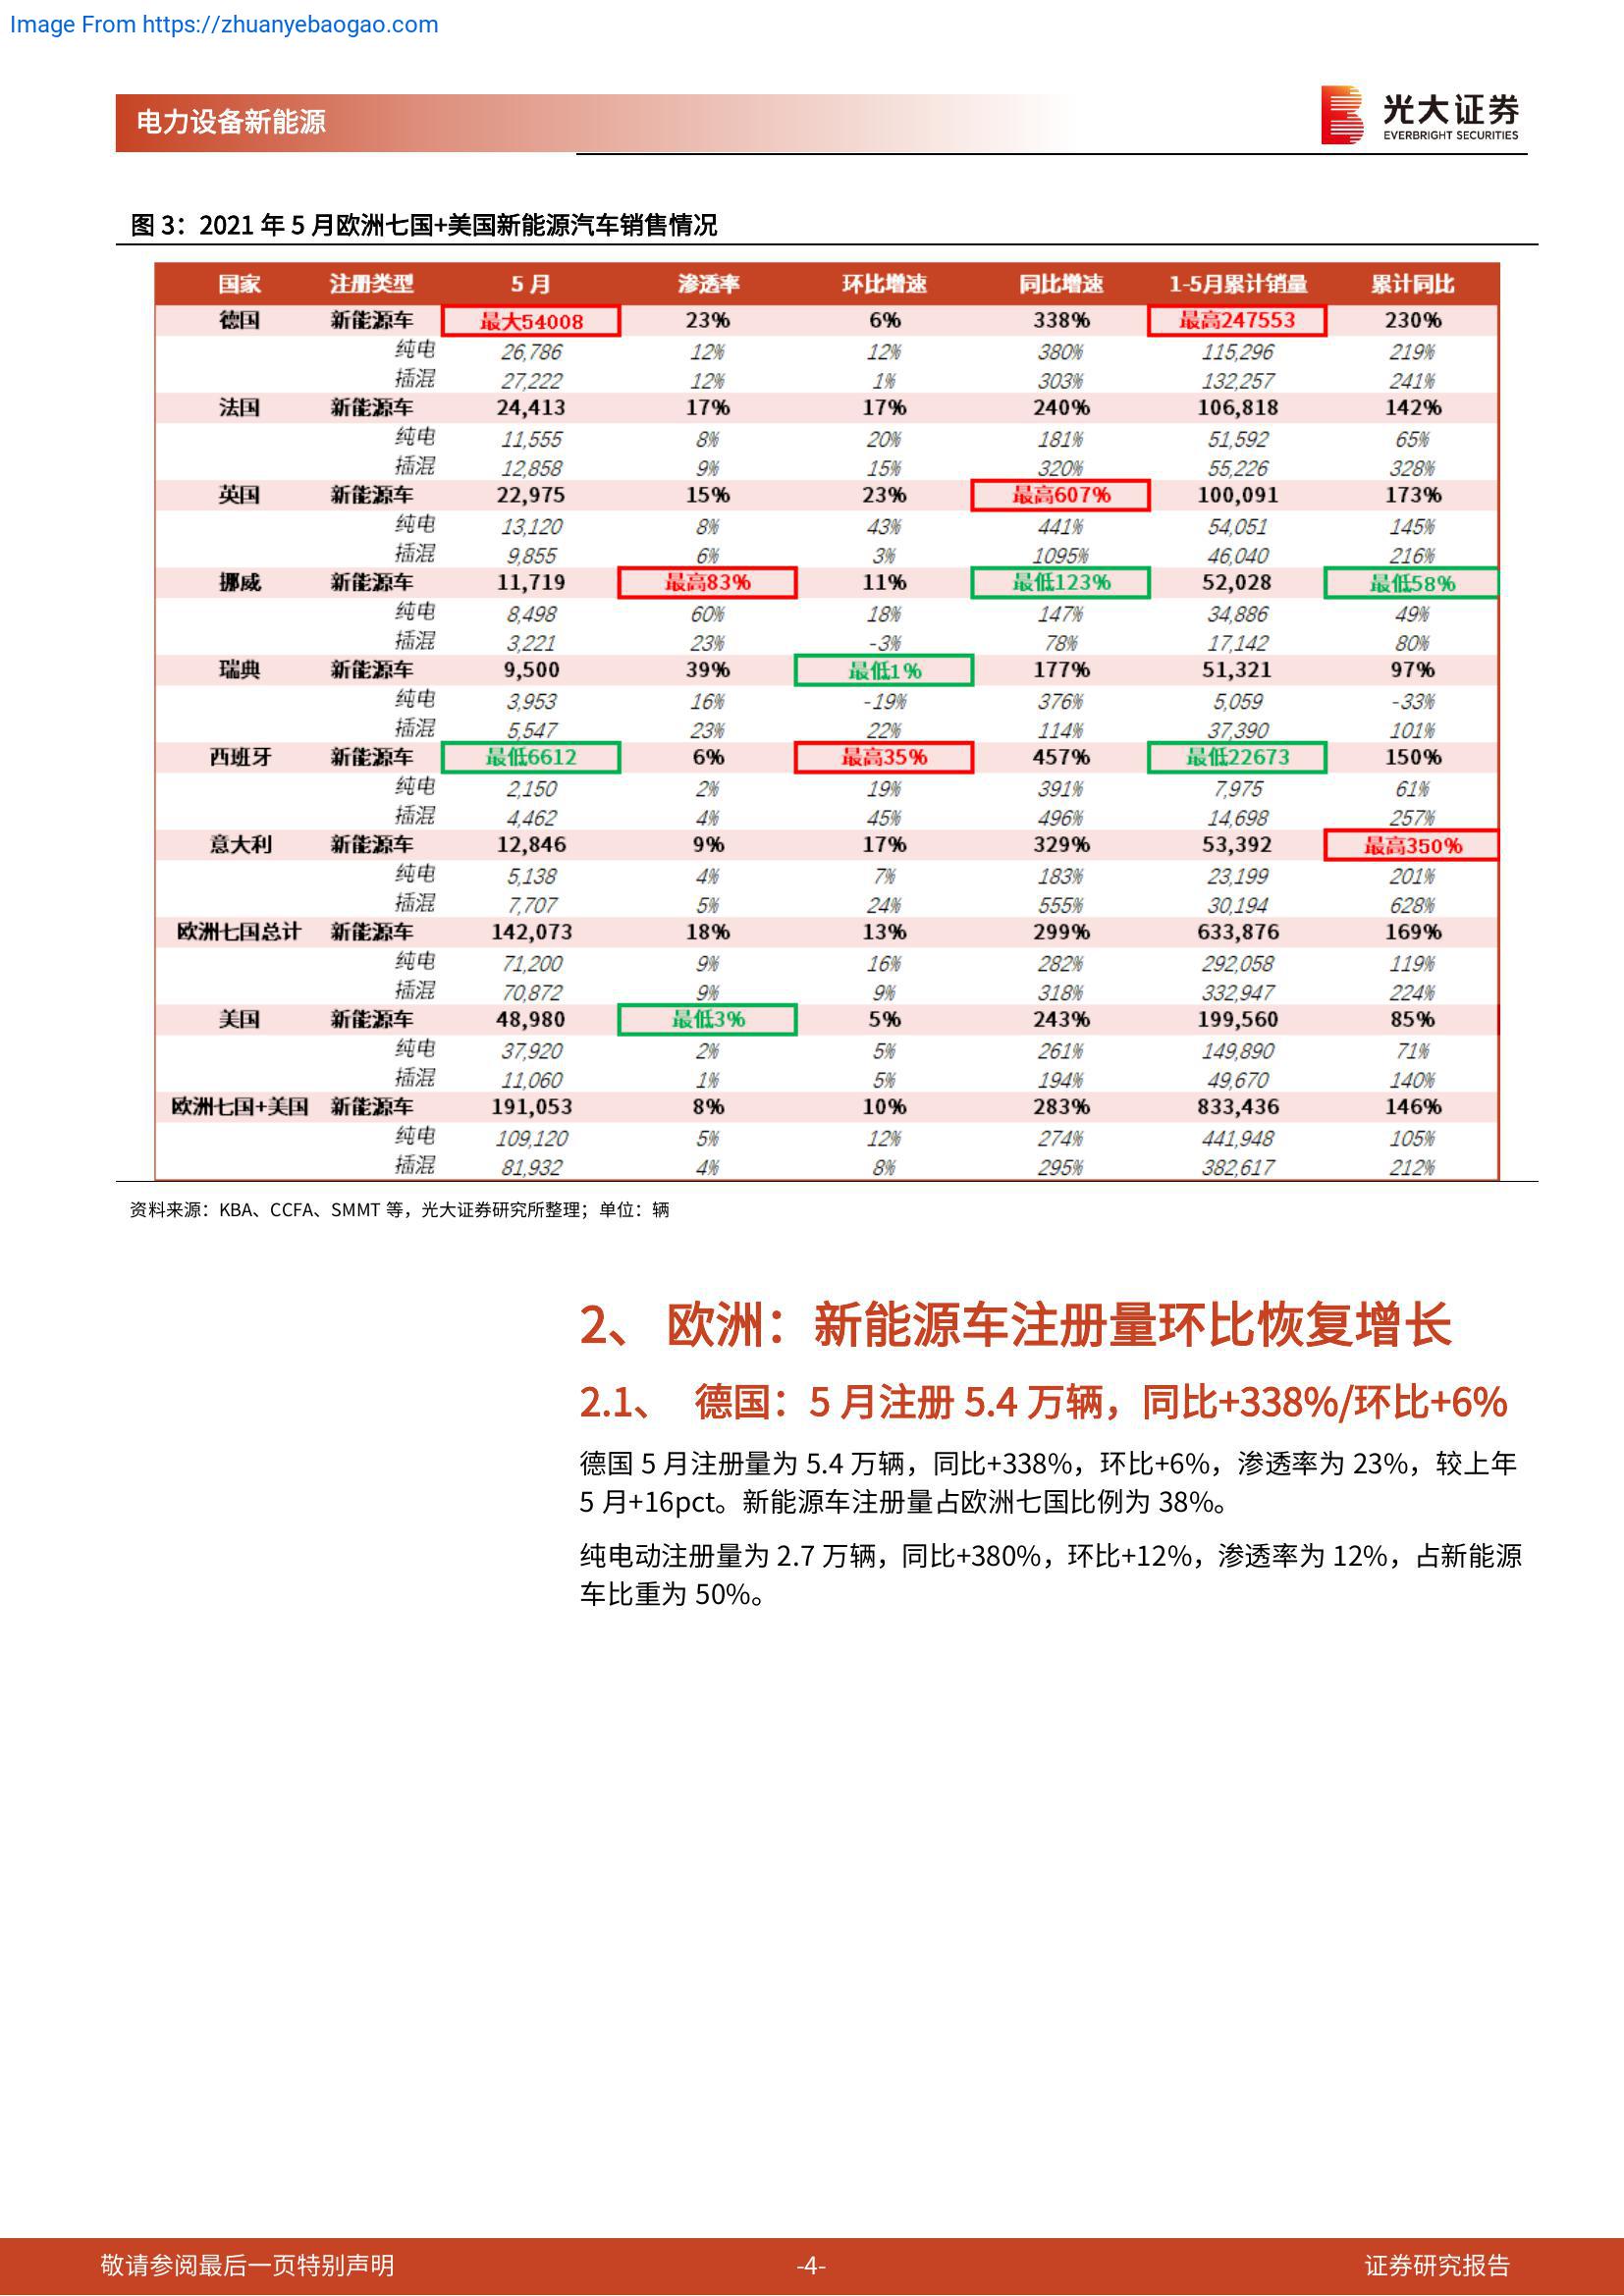 Image From https://zhuanyebaogao.com
电力设备新能源
光大证券
EVERBRIGHT SECURITIES
图 3：2021 年 5 月欧洲七国+美国新能源汽车销售情况
国家 注册类型 5 月 渗透率 环比增速 同比增速 1-5月累计销量 累计同比
德国 新能源车 最大54008 23% 6% 338% 最高247553 230%
纯电 26,786 12% 12% 380% 115,296 219%
插混 27,222 12% 1% 303% 132,257 241%
法国 新能源车 24,413 17% 17% 240% 106,818 142%
纯电 11,555 8% 20% 181% 51,592 65%
插混 12,858 9% 15% 320% 55,226 328%
英国 新能源车 22,975 15% 23% 最高607% 100,091 173%
纯电 13,120 8% 43% 441% 54,051 145%
插混 9,855 6% 3% 1095% 46,040 216%
挪威 新能源车 11,719 最高83% 11% 最低123% 52,028 最低58%
纯电 8,498 60% 18% 147% 34,886 49%
插混 3,221 23% -3% 78% 17,142 80%
瑞典 新能源车 9,500 39% 最低1% 177% 51,321 97%
纯电 3,953 16% -19% 376% 5,059 -33%
插混 5,547 23% 22% 114% 37,390 101%
西班牙 新能源车 最低6612 6% 最高35% 457% 最低22673 150%
纯电 2,150 2% 19% 391% 7,975 61%
插混 4,462 4% 45% 496% 14,698 257%
意大利 新能源车 12,846 9% 17% 329% 53,392 最高350%
纯电 5,138 4% 7% 183% 23,199 201%
插混 7,707 5% 24% 555% 30,194 628%
欧洲七国总计 新能源车 142,073 18% 13% 299% 633,876 169%
纯电 71,200 9% 16% 282% 292,058 119%
插混 70,872 9% 9% 318% 332,947 224%
美国 新能源车 48,980 最低3% 5% 243% 199,560 85%
纯电 37,920 2% 5% 261% 149,890 71%
插混 11,060 1% 5% 194% 49,670 140%
欧洲七国+美国 新能源车 191,053 8% 10% 283% 833,436 146%
纯电 109,120 5% 12% 274% 441,948 105%
插混 81,932 4% 8% 295% 382,617 212%
资料来源：KBA、CCFA、SMMT 等，光大证券研究所整理；单位：辆
2、 欧洲：新能源车注册量环比恢复增长
2.1、 德国：5 月注册 5.4 万辆，同比+338%/环比+6%
德国 5 月注册量为 5.4 万辆，同比+338%，环比+6%，渗透率为 23%，较上年
5 月+16pct。新能源车注册量占欧洲七国比例为 38%。
纯电动注册量为 2.7 万辆，同比+380%，环比+12%，渗透率为 12%，占新能源
车比重为 50%。
敬请参阅最后一页特别声明 -4- 证券研究报告